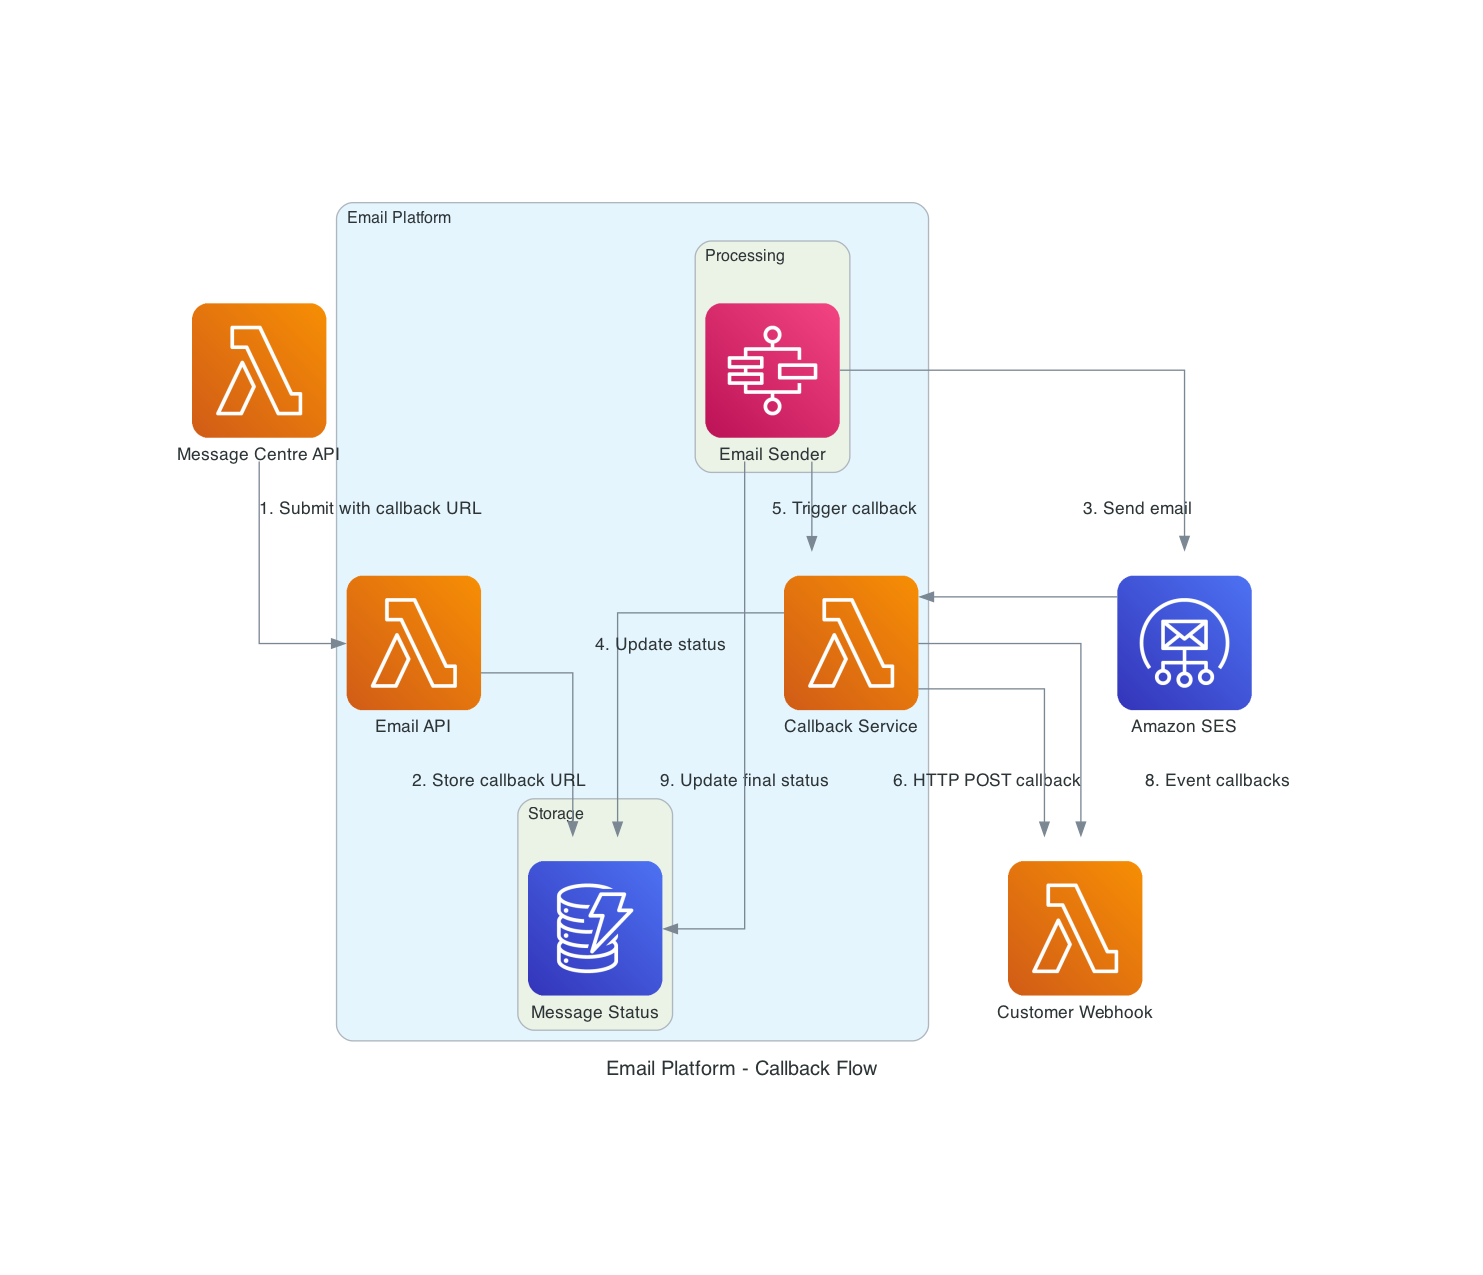 Email Platform
Processing
Message Centre API
Email Sender
1. Submit with callback URL
5. Trigger callback
3. Send email
4. Update status
Email API
Callback Service
Amazon SES
2. Store callback URL
9. Update final status
6. HTTP POST callback
8. Event callbacks
Storage
Message Status
Customer Webhook
Email Platform - Callback Flow